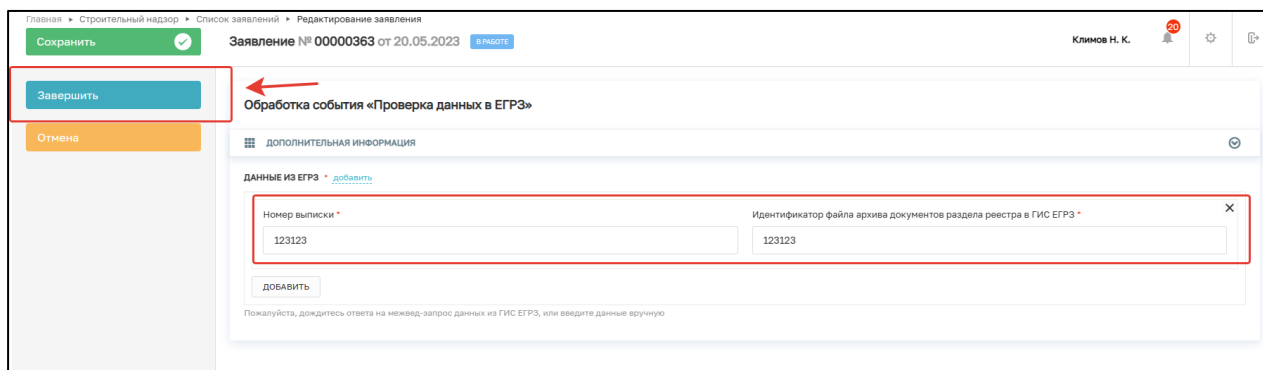 Главная ▸ Строительный надзор ▸ Список заявлений ▸ Редактирование заявления
Сохранить
Заявление № 00000363 от 20.05.2023 В РАБОТЕ
Климов Н. К.
20
Завершить
Отмена
Обработка события «Проверка данных в ЕГРЗ»
ДОПОЛНИТЕЛЬНАЯ ИНФОРМАЦИЯ
ДАННЫЕ ИЗ ЕГРЗ * добавить
Номер выписки * Идентификатор файла архива документов раздела реестра в ГИС ЕГРЗ *
123123 123123
ДОБАВИТЬ
Пожалуйста, дождитесь ответа на межвед-запрос данных из ГИС ЕГРЗ, или введите данные вручную